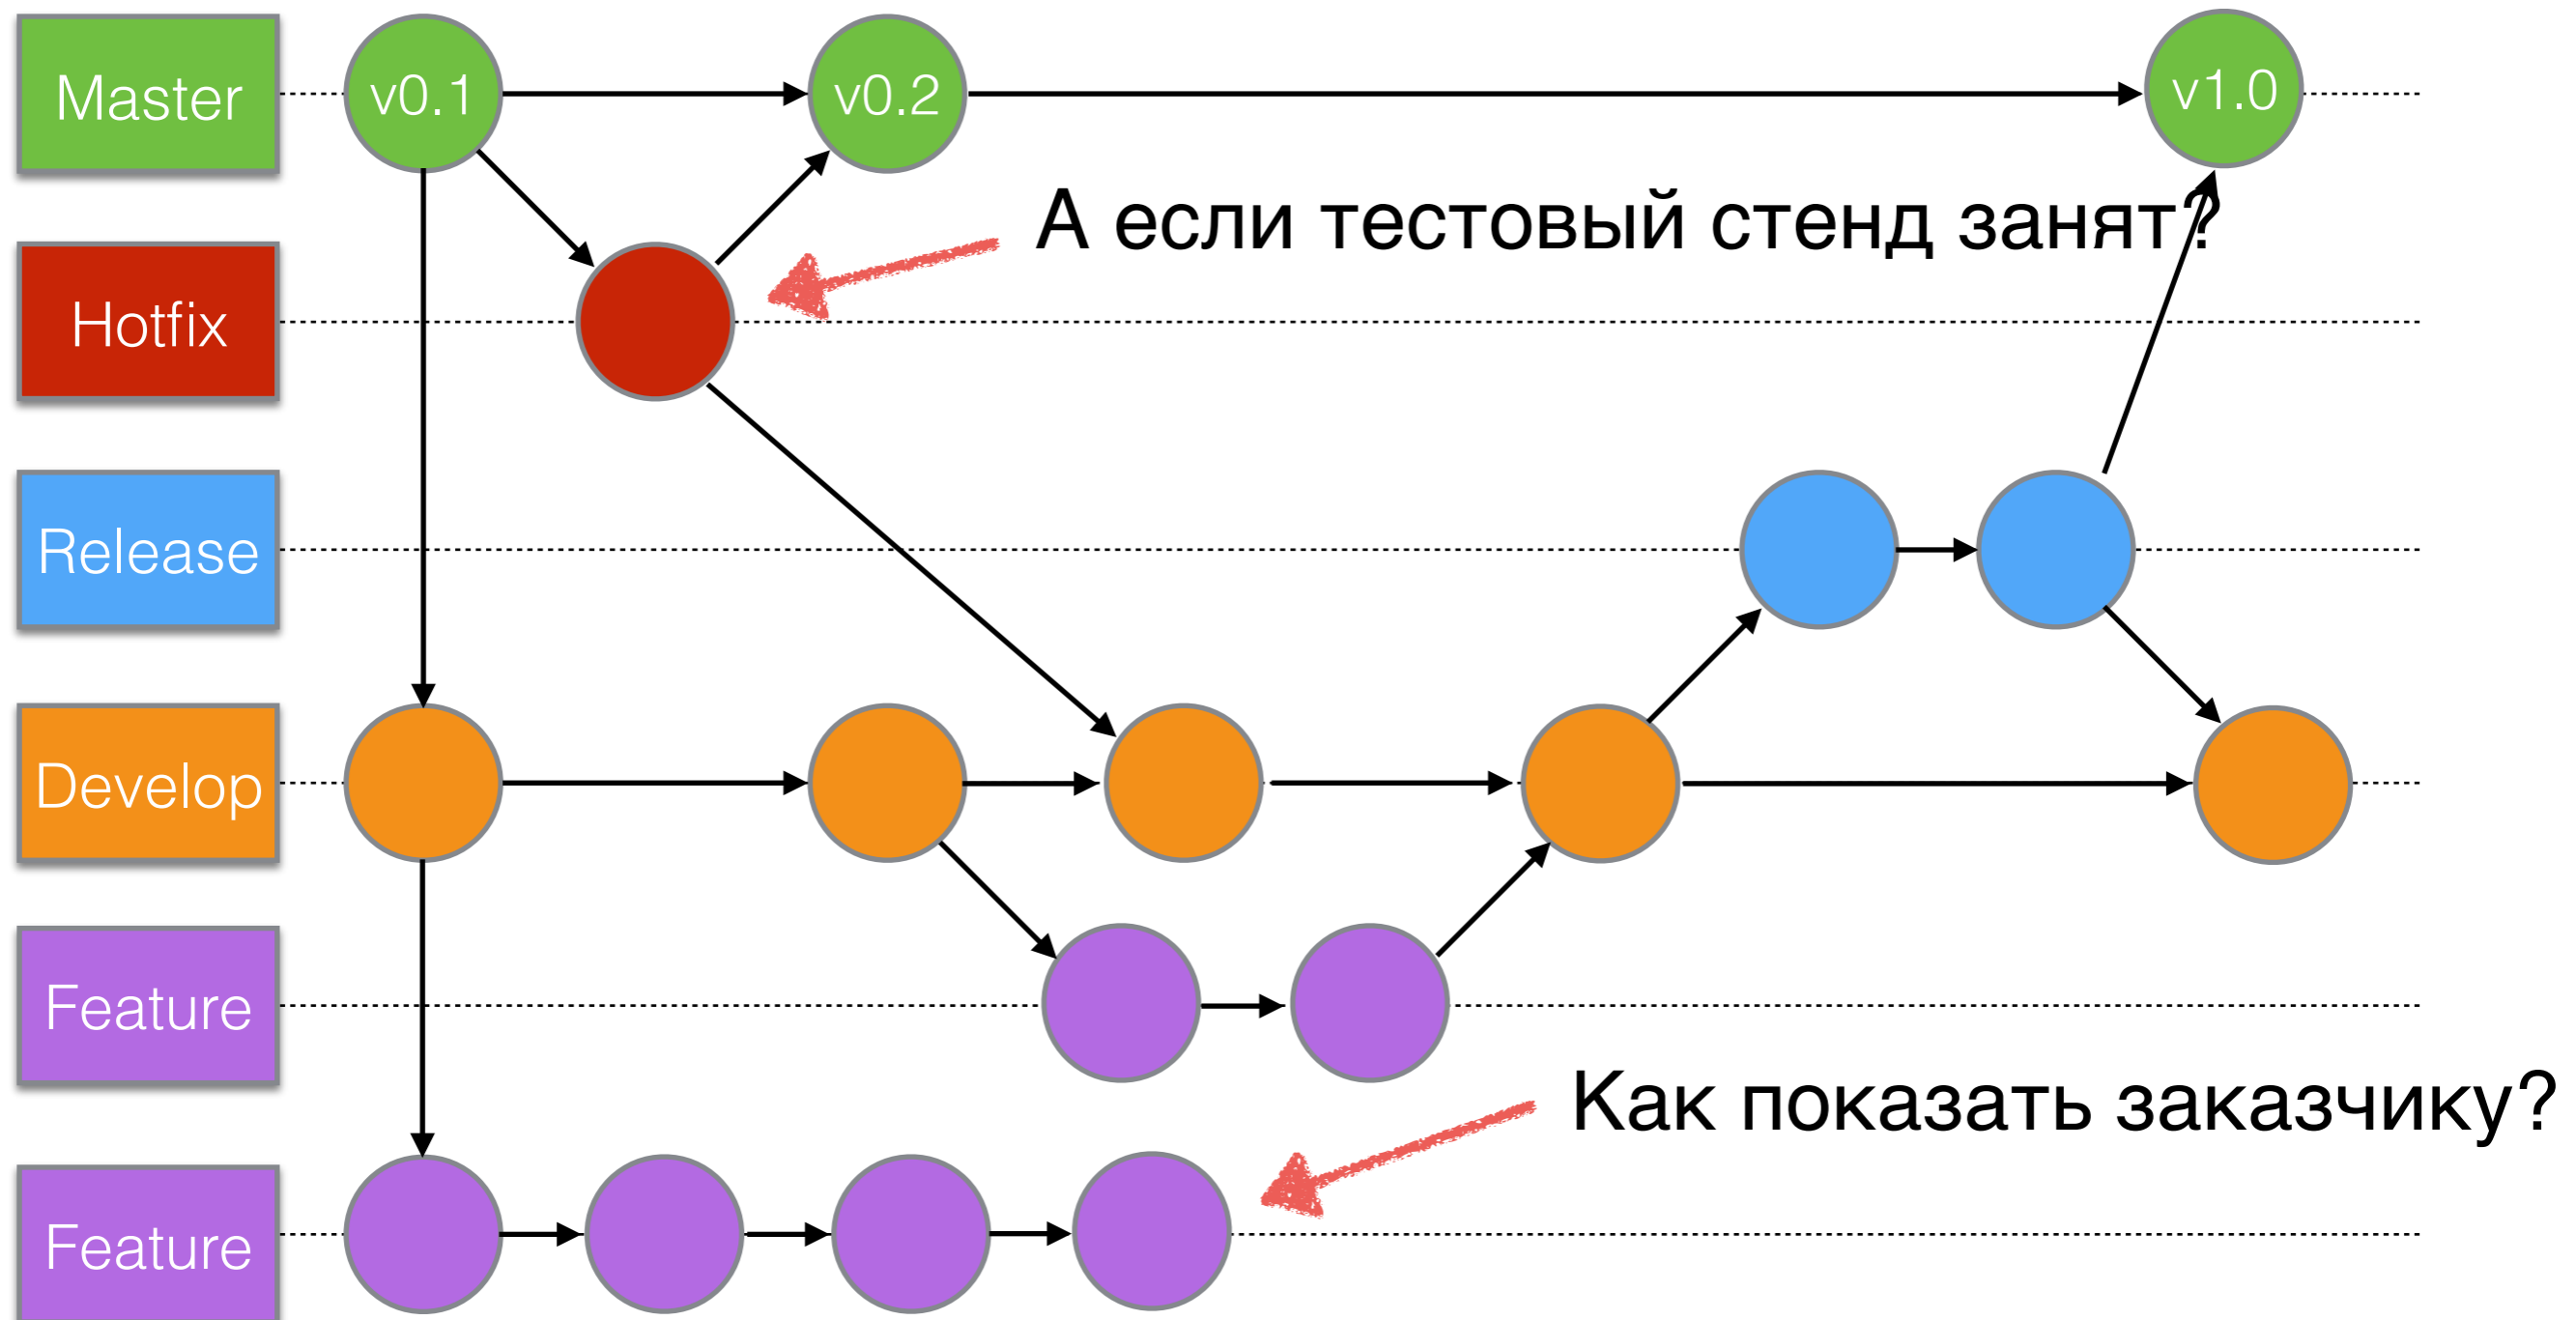 Master
v0.1
v0.2
v1.0
А если тестовый стенд занят?
Hotfix
Release
Develop
Feature
Как показать заказчику?
Feature